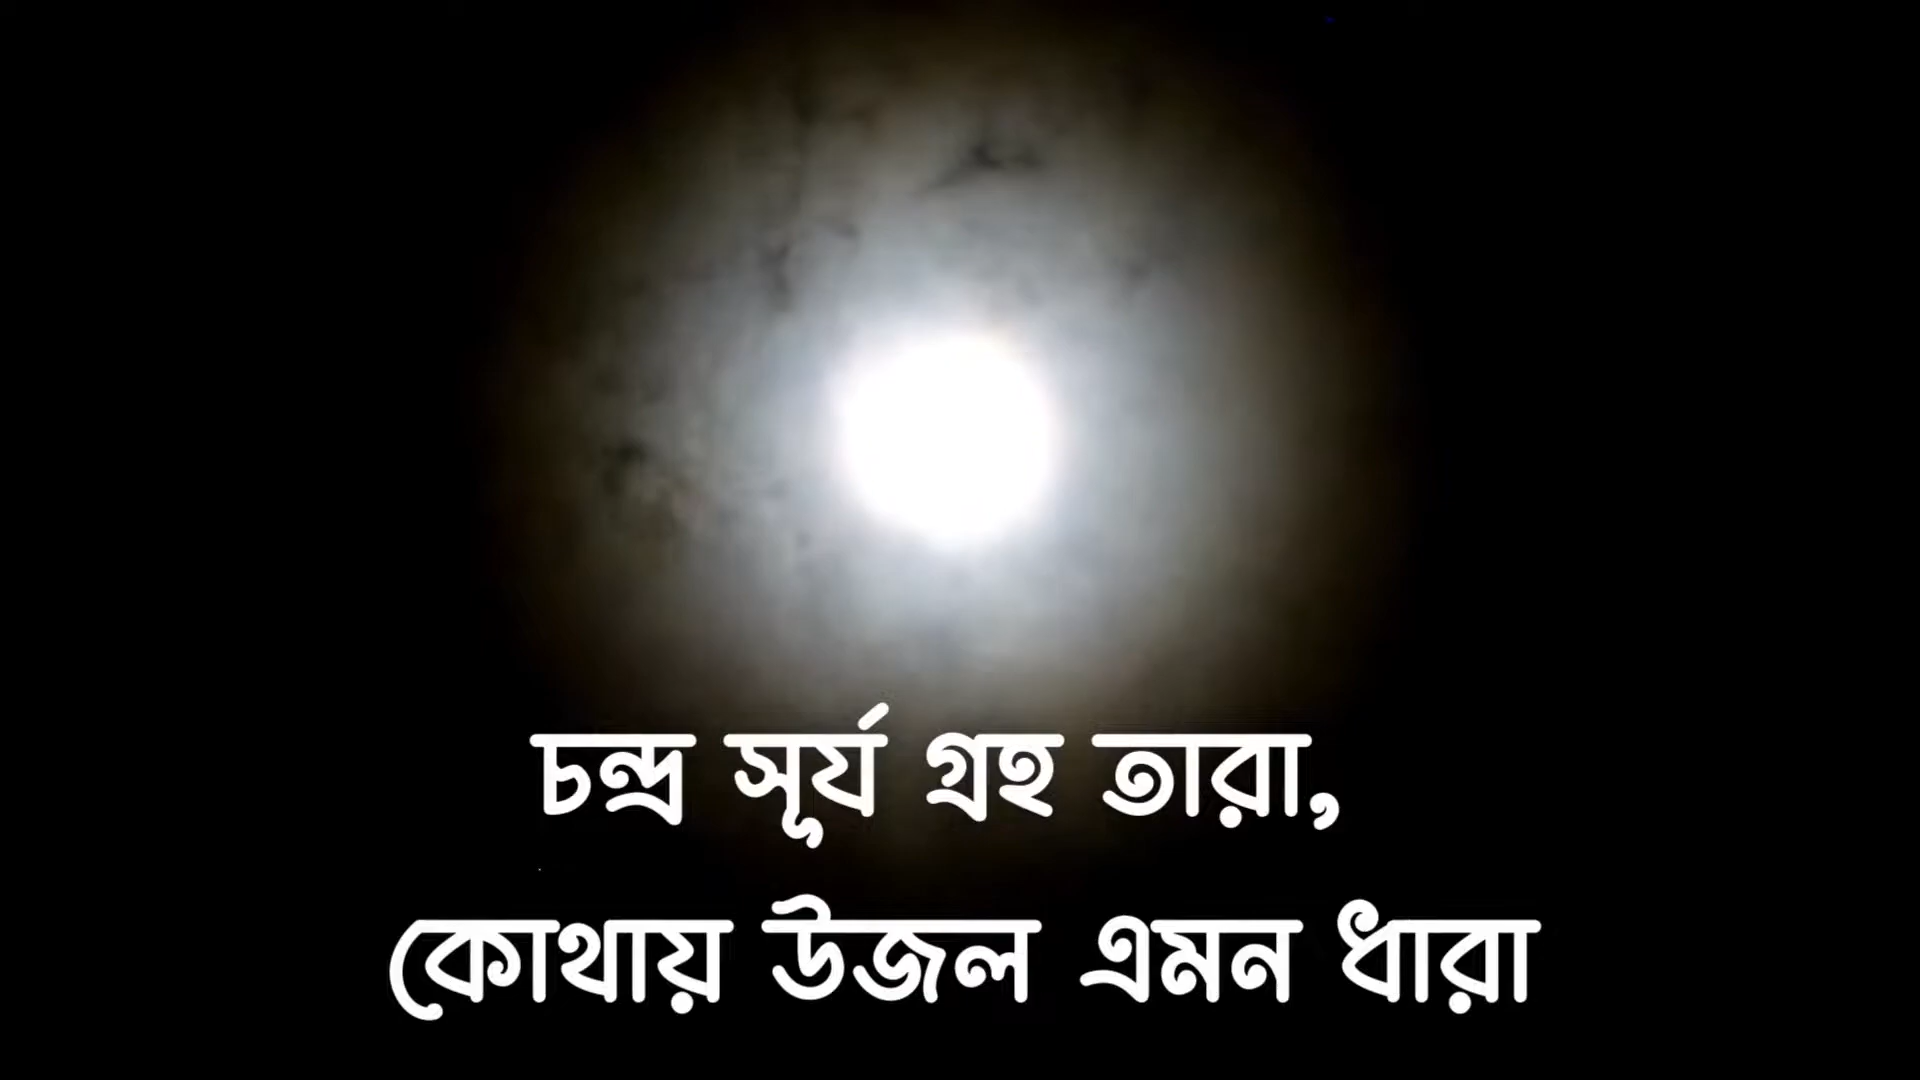 চন্দ্র সূর্য গ্রহ তারা,
কোথায় উজল এমন ধারা